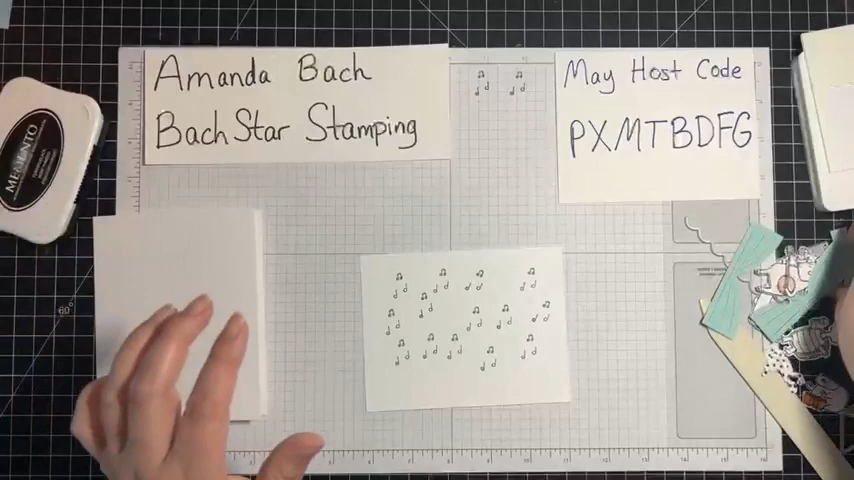 Amanda Bach
BachStar Stamping
May Host Code
PXMTBDFG
MEMENTO